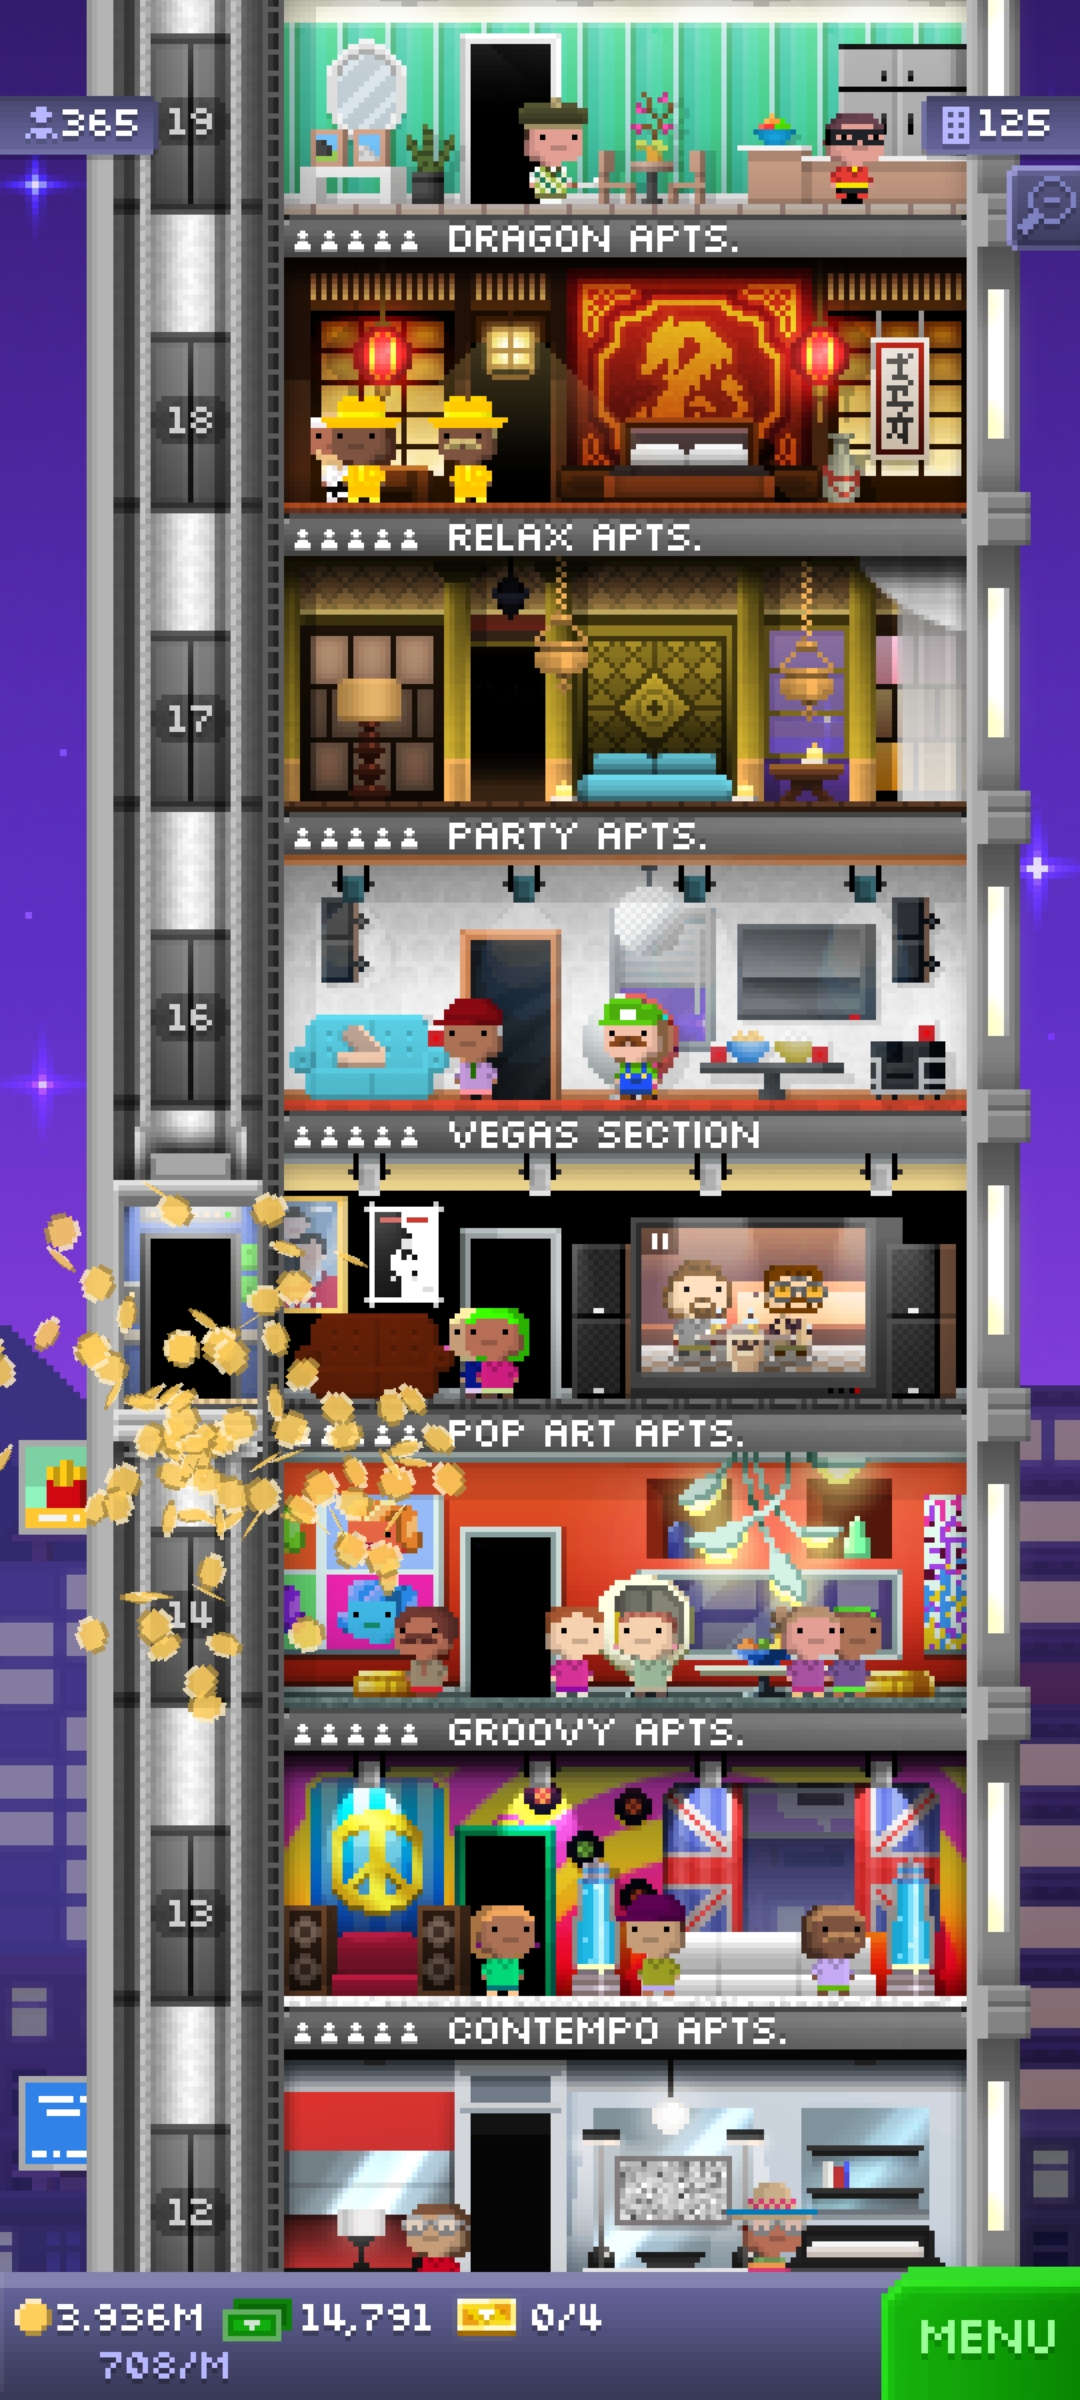 19
365
125
DRAGON APTS.
18
RELAX APTS.
17
PARTY APTS.
16
VEGAS SECTION
POP ART APTS.
14
GROOVY APTS.
13
CONTEMPO APTS.
12
3.936M 14,791 0/4
708/M
MENU